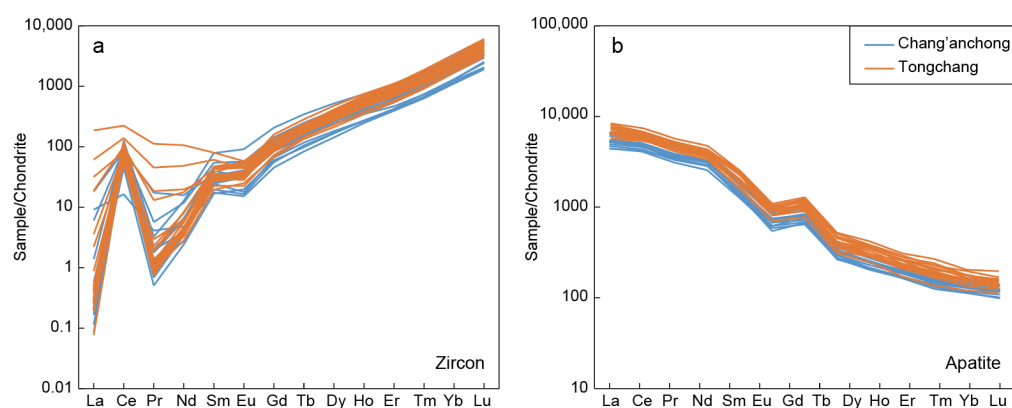 a
Sample/Chondrite
10,000
1000
100
10
1
0.1
0.01
Zircon
La Ce Pr Nd Sm Eu Gd Tb Dy Ho Er Tm Yb Lu
b
Sample/Chondrite
100,000
10,000
1000
100
10
Chang'anchong
Tongchang
Apatite
La Ce Pr Nd Sm Eu Gd Tb Dy Ho Er Tm Yb Lu